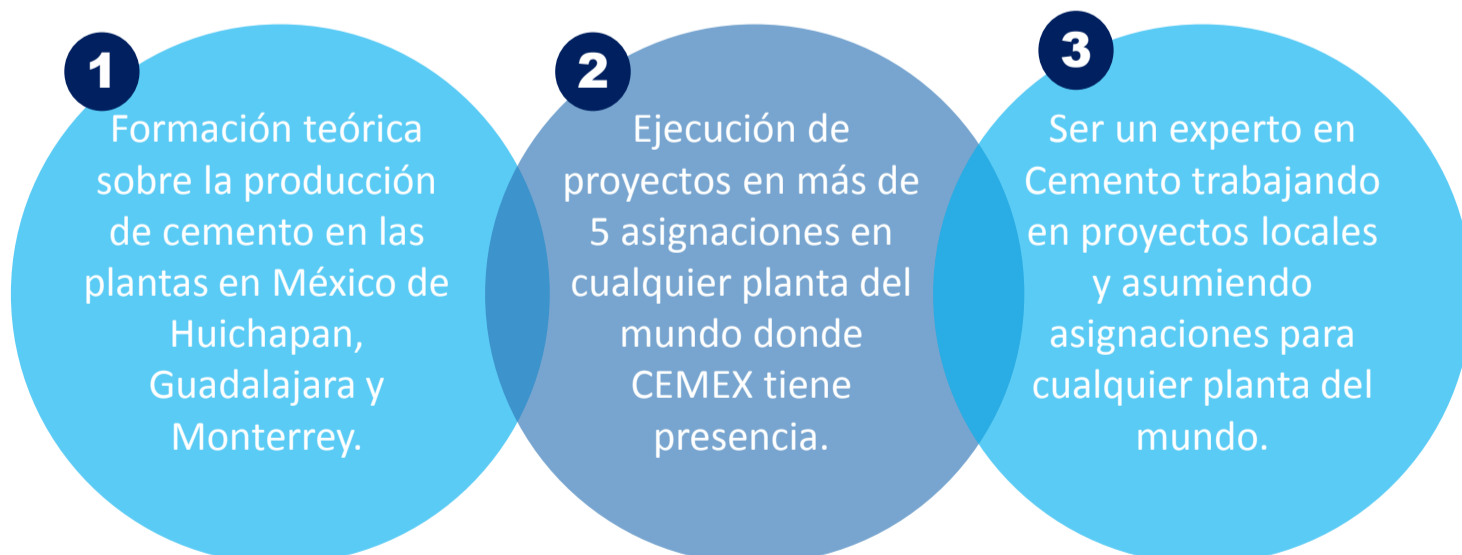 1
Formación teórica
sobre la producción
de cemento en las
plantas en México de
Huichapan,
Guadalajara y
Monterrey.
2
Ejecución de
proyectos en más de
5 asignaciones en
cualquier planta del
mundo donde
CEMEX tiene
presencia.
3
Ser un experto en
Cemento trabajando
en proyectos locales
y asumiendo
asignaciones para
cualquier planta del
mundo.